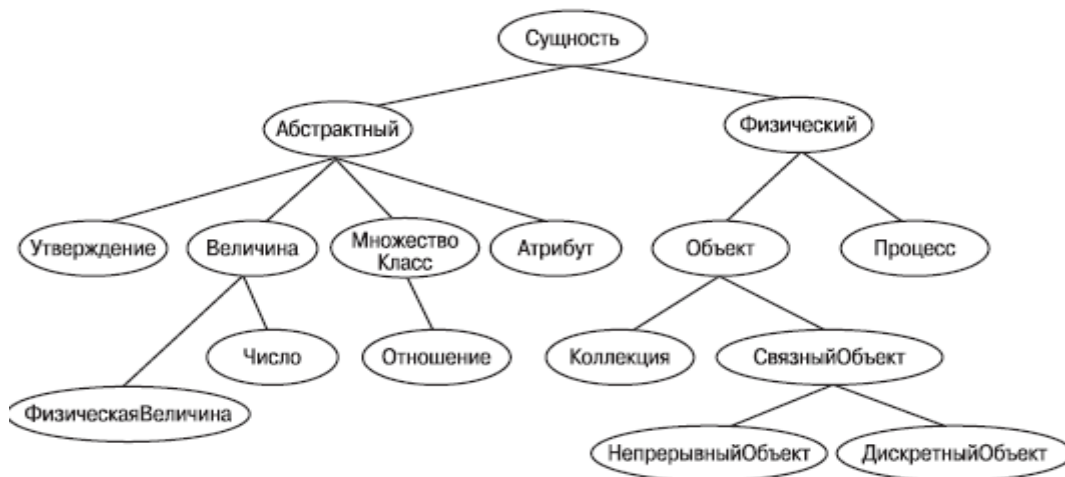 Сущность
Абстрактный
Физический
Утверждение
Величина
Множество
Класс
Атрибут
Объект
Процесс
Число
Отношение
Коллекция
СвязныйОбъект
ФизическаяВеличина
НепрерывныйОбъект
ДискретныйОбъект